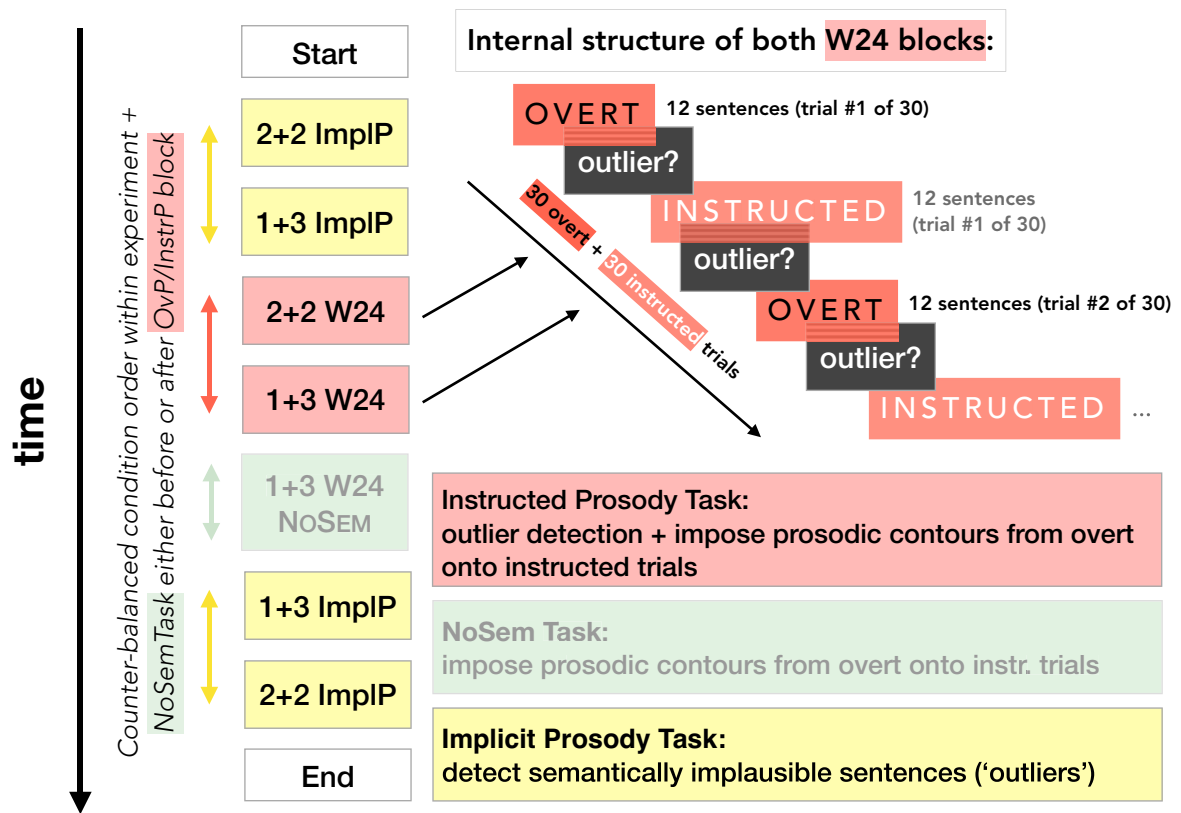 time
Counter-balanced condition order within experiment +
NoSemTask either before or after OvP/InstrP block
Start
2+2 ImplP
1+3 ImplP
2+2 W24
1+3 W24
1+3 W24
NOSEM
1+3 ImplP
2+2 ImplP
End
Internal structure of both W24 blocks:
OVERT
12 sentences (trial #1 of 30)
outlier?
INSTRUCTED
12 sentences
(trial #1 of 30)
outlier?
OVERT
12 sentences (trial #2 of 30)
outlier?
INSTRUCTED
...
30 overt + 30 instructed trials
Instructed Prosody Task:
outlier detection + impose prosodic contours from overt
onto instructed trials
NoSem Task:
impose prosodic contours from overt onto instr. trials
Implicit Prosody Task:
detect semantically implausible sentences (‘outliers’)